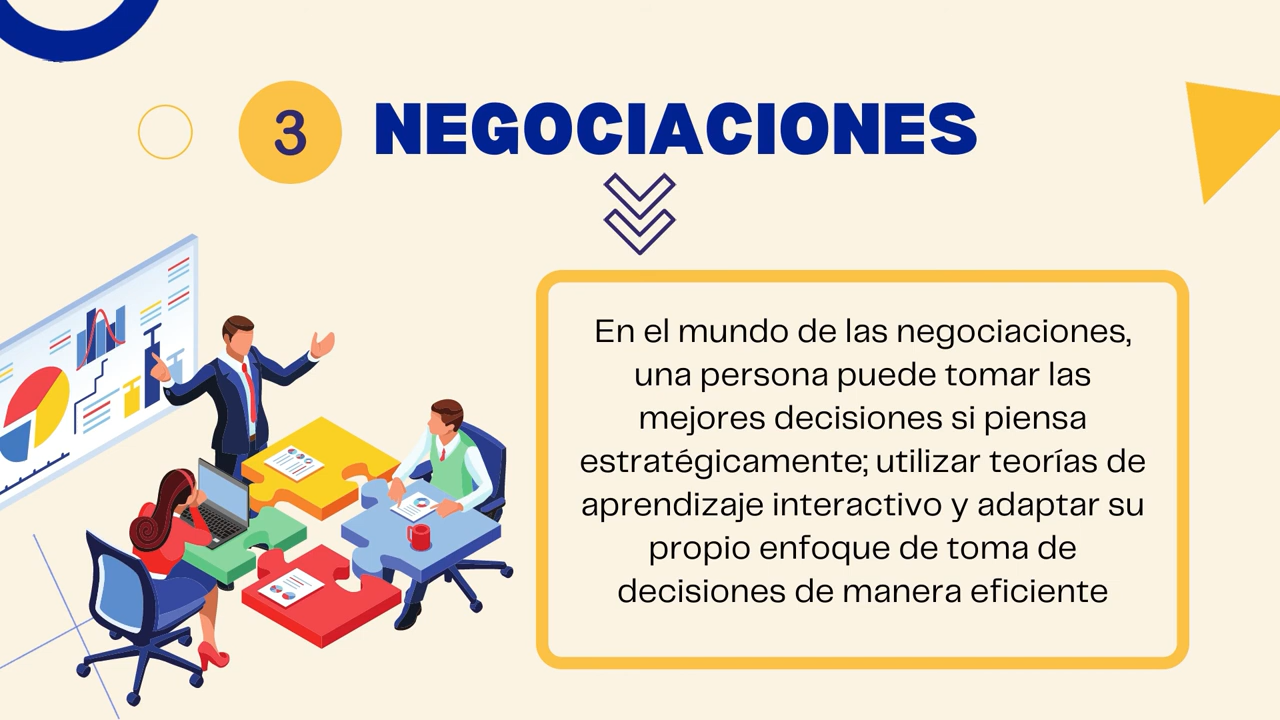 3 NEGOCIACIONES
En el mundo de las negociaciones,
una persona puede tomar las
mejores decisiones si piensa
estratégicamente; utilizar teorías de
aprendizaje interactivo y adaptar su
propio enfoque de toma de
decisiones de manera eficiente